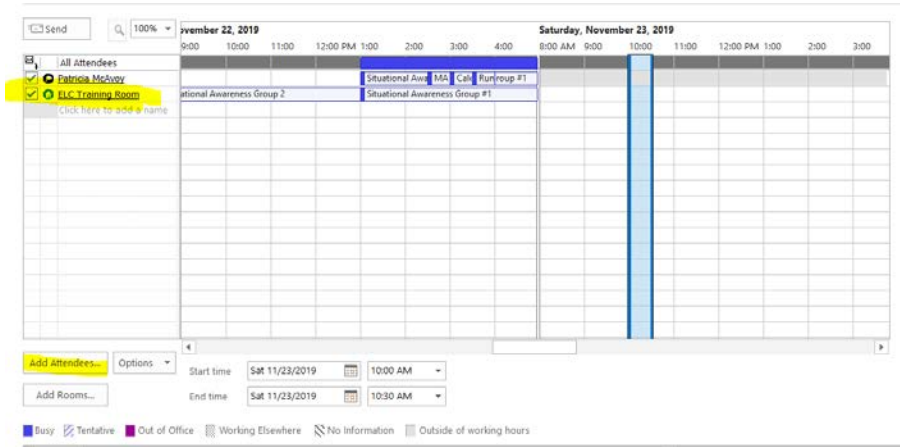 Send 100% ovember 22, 2019 Saturday, November 23, 2019
9:00 10:00 11:00 12:00 PM 1:00 2:00 3:00 4:00 8:00 AM 9:00 10:00 11:00 12:00 PM 1:00 2:00 3:00
All Attendees
Patricia McAvoy Situational Awa MA Cale Run roup #1
ELC Training Room ational Awareness Group 2 Situational Awareness Group #1
Click here to add a name
Add Attendees... Options
Start time Sat 11/23/2019 10:00 AM
Add Rooms...
End time Sat 11/23/2019 10:30 AM
Busy Tentative Out of Office Working Elsewhere No Information Outside of working hours